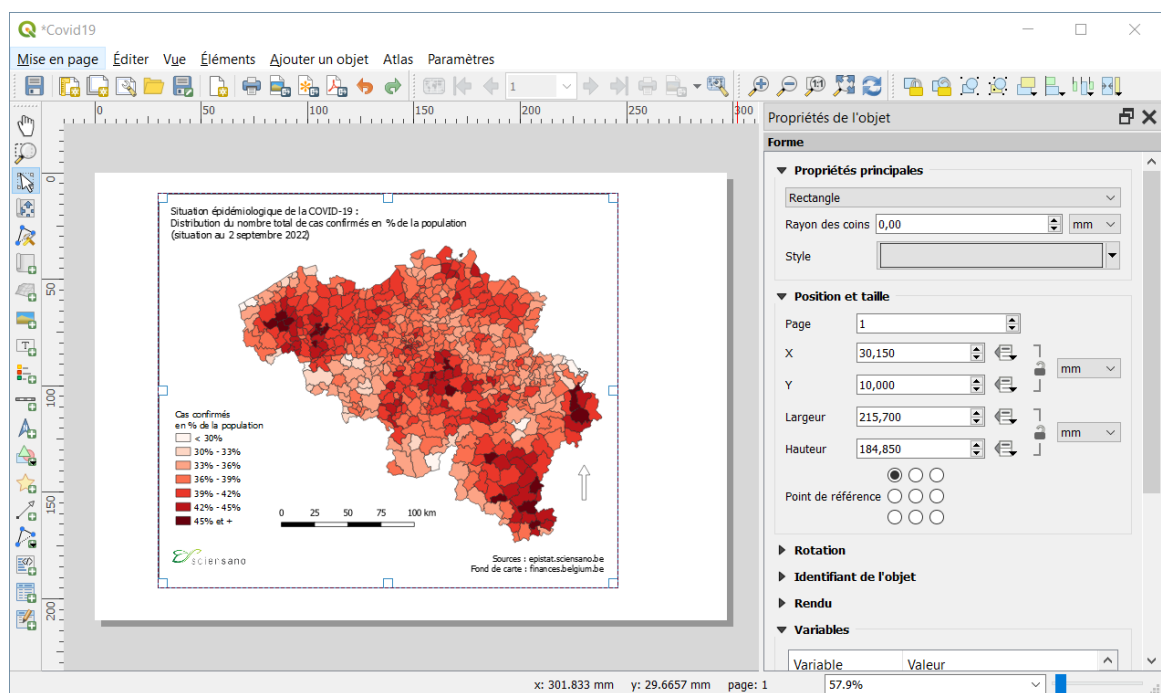 *Covid19
Mise en page Éditer Vue Éléments Ajouter un objet Atlas Paramètres
1
0 50 100 150 200 250 300
0
50
100
150
200
Situation épidémiologique de la COVID-19 :
Distribution du nombre total de cas confirmés en % de la population
(situation au 2 septembre 2022)
Cas confirmés
en % de la population
< 30%
30% - 33%
33% - 36%
36% - 39%
39% - 42%
42% - 45%
45% et +
0 25 50 75 100 km
sciensano
Sources : epistat.sciensano.be
Fond de carte : finances.belgium.be
Propriétés de l'objet
Forme
Propriétés principales
Rectangle
Rayon des coins 0,00 mm
Style
Position et taille
Page 1
X 30,150
mm
Y 10,000
Largeur 215,700
mm
Hauteur 184,850
Point de référence
Rotation
Identifiant de l'objet
Rendu
Variables
Variable Valeur
x: 301.833 mm y: 29.6657 mm page: 1 57.9%